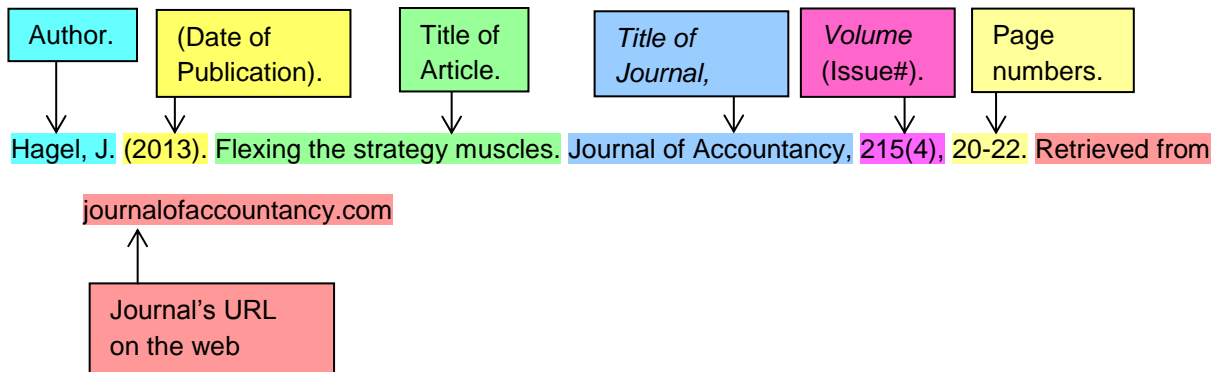 Author.
(Date of
Publication).
Title of
Article.
Title of
Journal,
Volume
(Issue#).
Page
numbers.
Hagel, J. (2013). Flexing the strategy muscles. Journal of Accountancy, 215(4), 20-22. Retrieved from
journalofaccountancy.com
Journal's URL
on the web